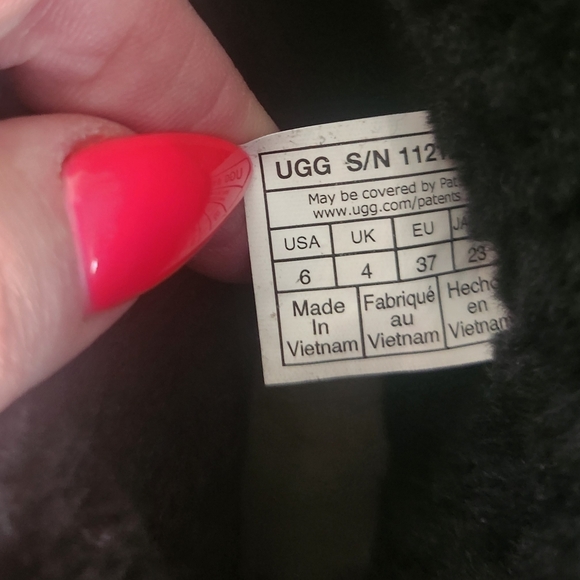 UGG S/N 112
May be covered by Pat
www.ugg.com/patents
USA UK EU JA
6 4 37 23
Made In Vietnam
Fabriqué au Vietnam
Hecho en Vietnam